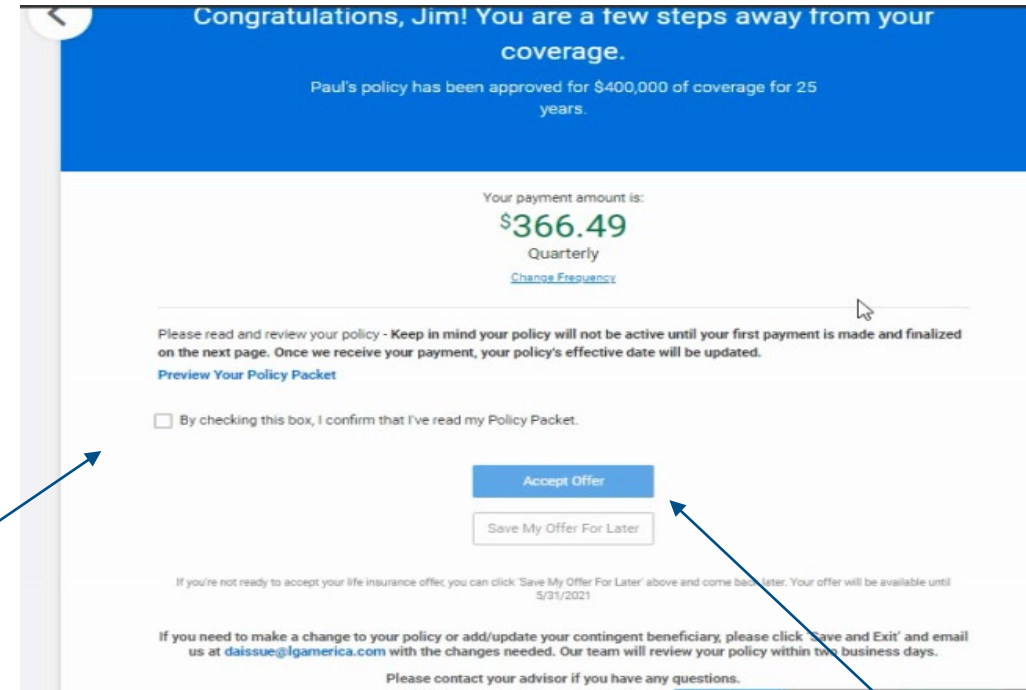 Congratulations, Jim! You are a few steps away from your
coverage.
Paul's policy has been approved for $400,000 of coverage for 25
years.
Your payment amount is:
$366.49
Quarterly
Change Frequency
Please read and review your policy - Keep in mind your policy will not be active until your first payment is made and finalized
on the next page. Once we receive your payment, your policy's effective date will be updated.
Preview Your Policy Packet
By checking this box, I confirm that I've read my Policy Packet.
Accept Offer
Save My Offer For Later
If you're not ready to accept your life insurance offer, you can click 'Save My Offer For Later' above and come back later. Your offer will be available until
5/31/2021
If you need to make a change to your policy or add/update your contingent beneficiary, please click 'Save and Exit' and email
us at daissue@lgamerica.com with the changes needed. Our team will review your policy within two business days.
Please contact your advisor if you have any questions.